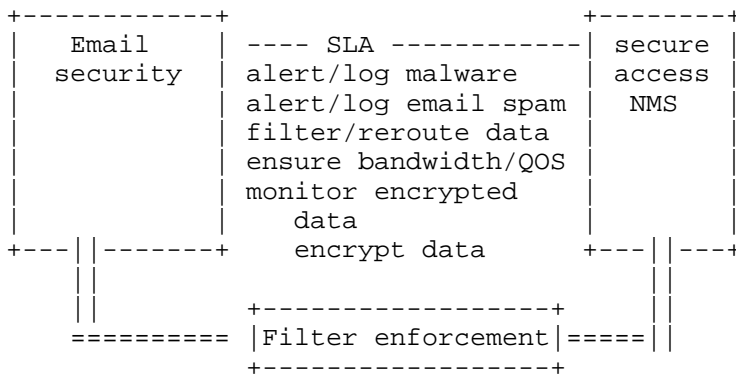 Email ---- SLA ------------ secure
security alert/log malware access
alert/log email spam NMS
filter/reroute data
ensure bandwidth/QOS
monitor encrypted
data
encrypt data
Filter enforcement